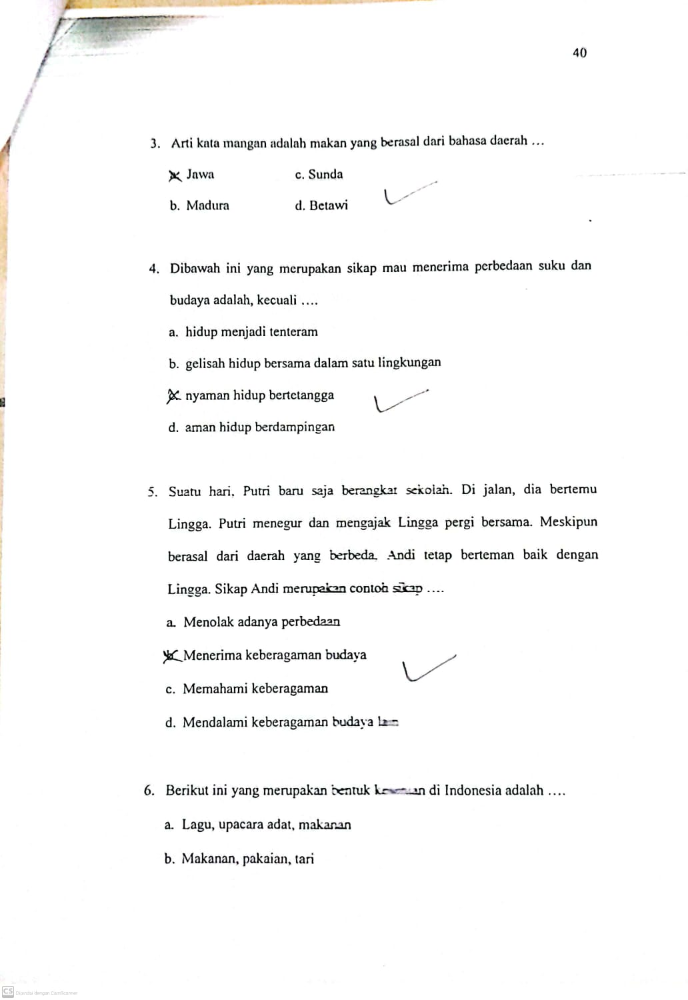 40
3. Arti kata mangan adalah makan yang berasal dari bahasa daerah …
Jawa c. Sunda
b. Madura d. Betawi
4. Dibawah ini yang merupakan sikap mau menerima perbedaan suku dan
budaya adalah, kecuali ….
a. hidup menjadi tenteram
b. gelisah hidup bersama dalam satu lingkungan
nyaman hidup bertetangga
d. aman hidup berdampingan
5. Suatu hari, Putri baru saja berangkat sekolah. Di jalan, dia bertemu
Lingga. Putri menegur dan mengajak Lingga pergi bersama. Meskipun
berasal dari daerah yang berbeda, Andi tetap berteman baik dengan
Lingga. Sikap Andi merupakan contoh sikap ….
a. Menolak adanya perbedaan
Menerima keberagaman budaya
c. Memahami keberagaman
d. Mendalami keberagaman budaya
6. Berikut ini yang merupakan bentuk di Indonesia adalah ….
a. Lagu, upacara adat, makanan
b. Makanan, pakaian, tari
CS Dipindai dengan CamScanner